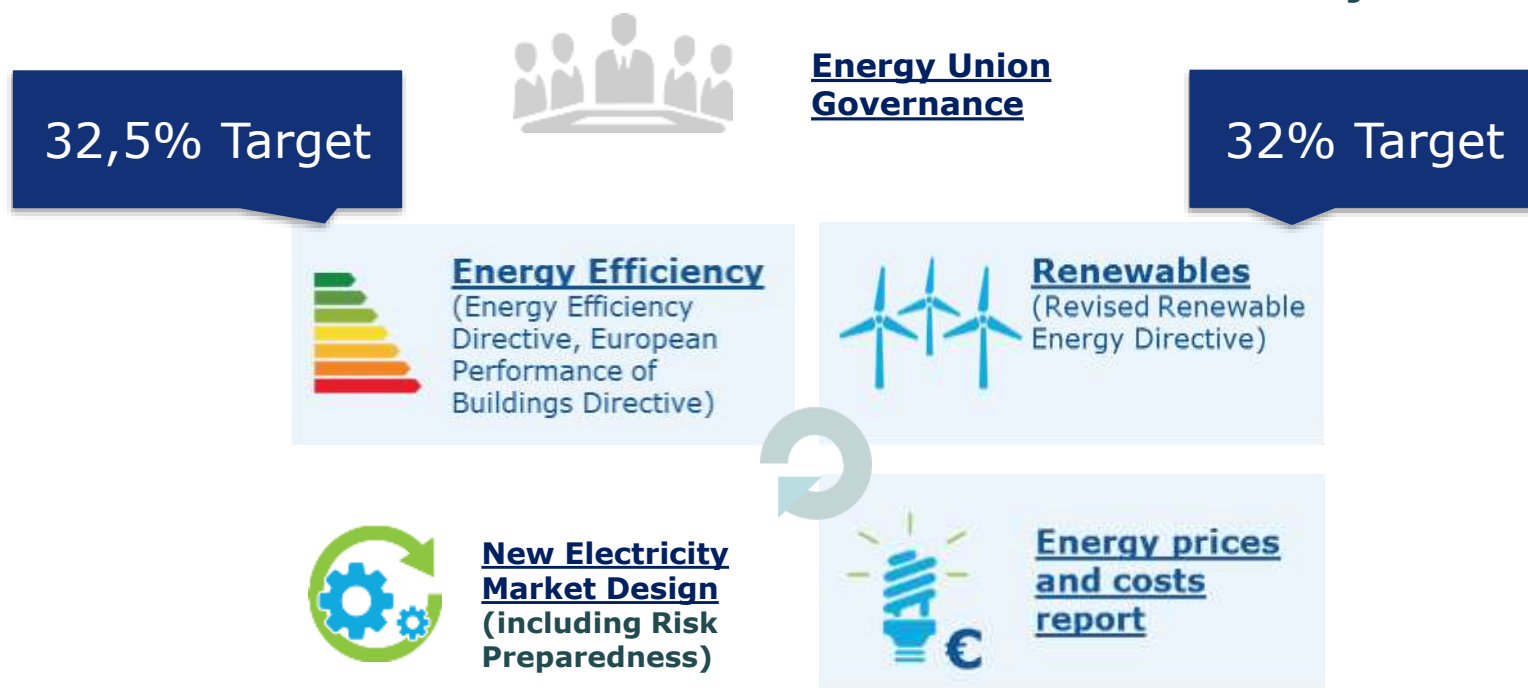 Energy Union
Governance
32,5% Target
32% Target
Energy Efficiency
(Energy Efficiency
Directive, European
Performance of
Buildings Directive)
Renewables
(Revised Renewable
Energy Directive)
New Electricity
Market Design
(including Risk
Preparedness)
Energy prices
and costs
report
€